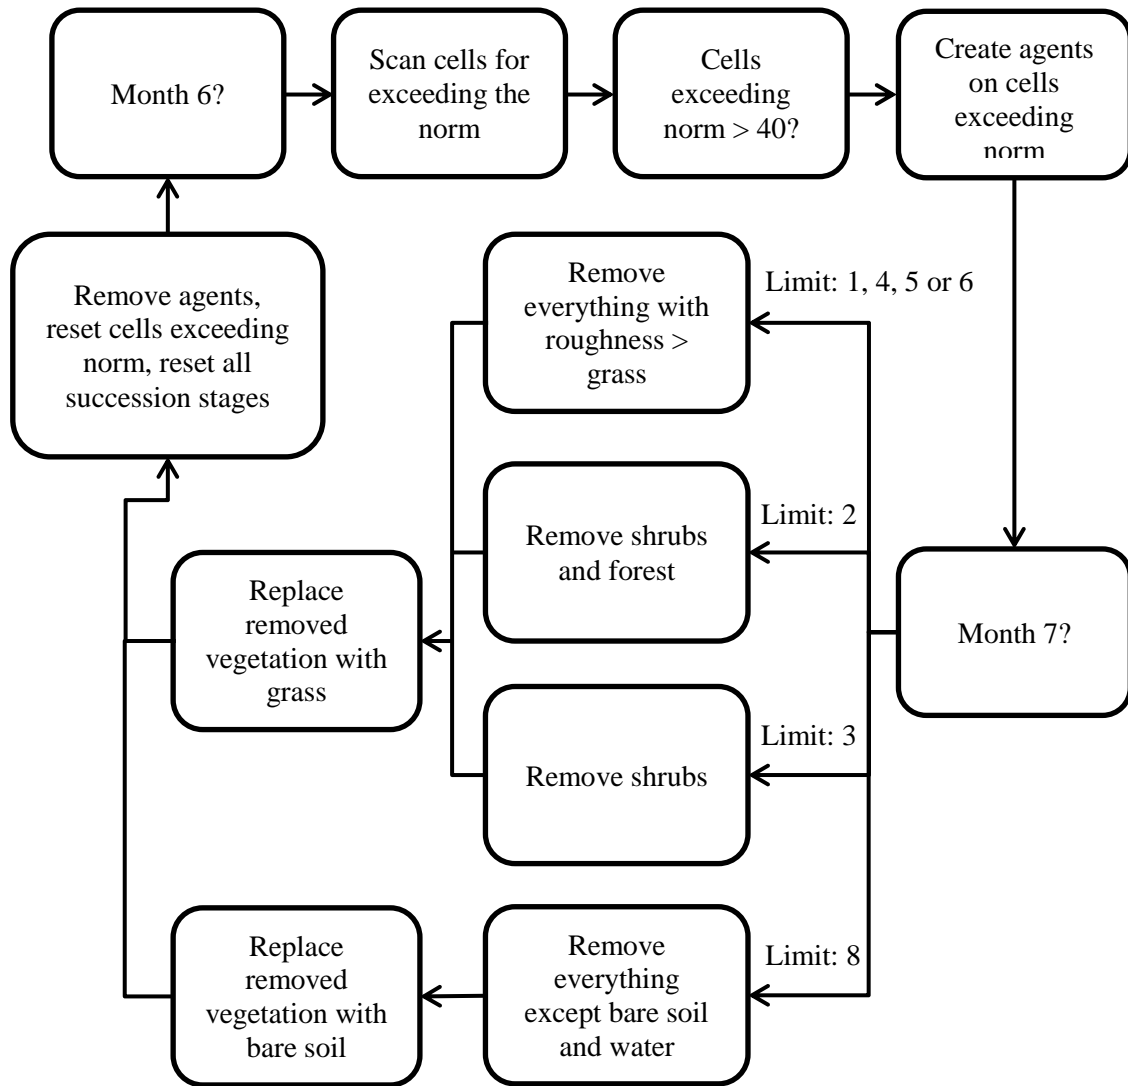 Month 6?
Scan cells for
exceeding the
norm
Cells
exceeding
norm > 40?
Create agents
on cells
exceeding
norm
Remove agents,
reset cells exceeding
norm, reset all
succession stages
Remove
everything with
roughness >
grass
Limit: 1, 4, 5 or 6
Remove shrubs
and forest
Limit: 2
Replace
removed
vegetation with
grass
Month 7?
Remove shrubs
Limit: 3
Replace
removed
vegetation with
bare soil
Remove
everything
except bare soil
and water
Limit: 8